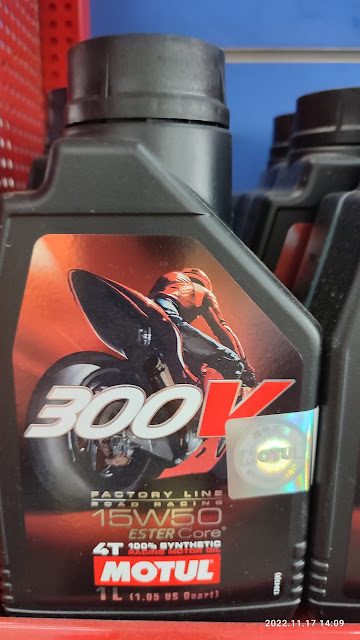 300V
MOTUL
FACTORY LINE
ROAD RACING
15W50
ESTER Core®
4T 100% SYNTHETIC
RACING MOTOR OIL
MOTUL
1L (1.05 US Quart)
2022.11.17 14:09